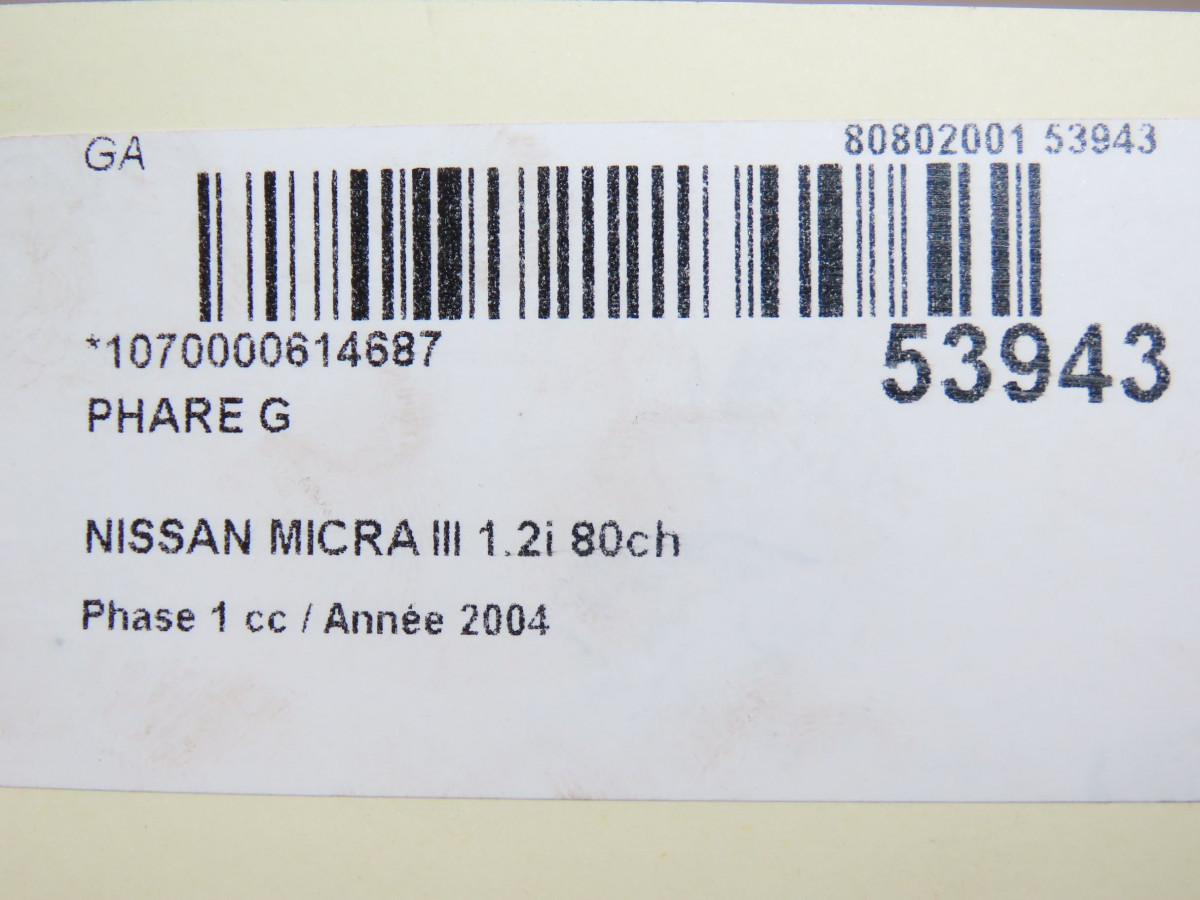 GA
80802001 53943
*1070000614687
53943
PHARE G
NISSAN MICRA III 1.2i 80ch
Phase 1 cc / Année 2004